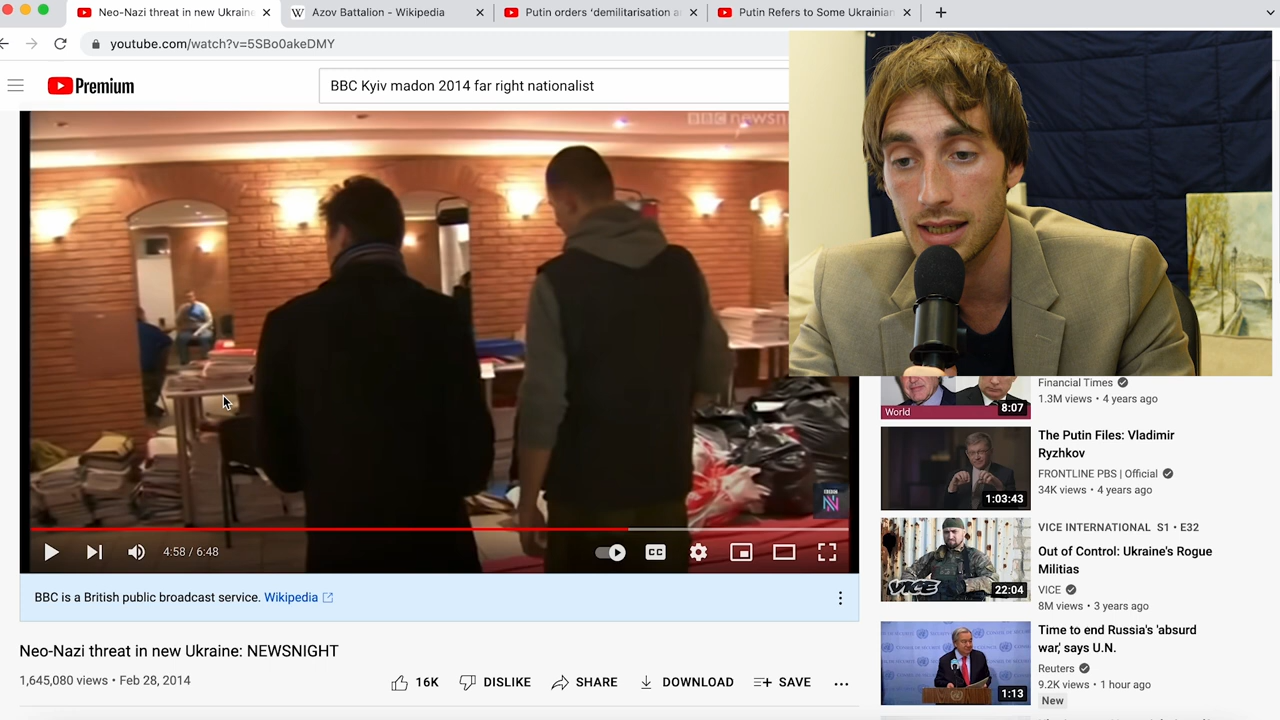 Neo-Nazi threat in new Ukraine
Azov Battalion - Wikipe
Putin orders 'demilitarisation a
Putin Refers to Some Ukrainian
youtube.com/watch?v=5SBo0akeDMY
Premium
BBC Kyiv madon 2014 far right nationalist
BBC newsn
4:58 / 6:48
CC
BBC is a British public broadcast service. Wikipedia
Neo-Nazi threat in new Ukraine: NEWSNIGHT
1,645,080 views • Feb 28, 2014
16K
DISLIKE
SHARE
DOWNLOAD
SAVE
World
8:07
Financial Times
1.3M views • 4 years ago
1:03:43
The Putin Files: Vladimir
Ryzhkov
FRONTLINE PBS | Official
34K views • 4 years ago
VICE
22:04
VICE INTERNATIONAL S1 • E32
Out of Control: Ukraine's Rogue
Militias
VICE
8M views • 3 years ago
1:13
Time to end Russia's 'absurd
war,' says U.N.
Reuters
9.2K views • 1 hour ago
New